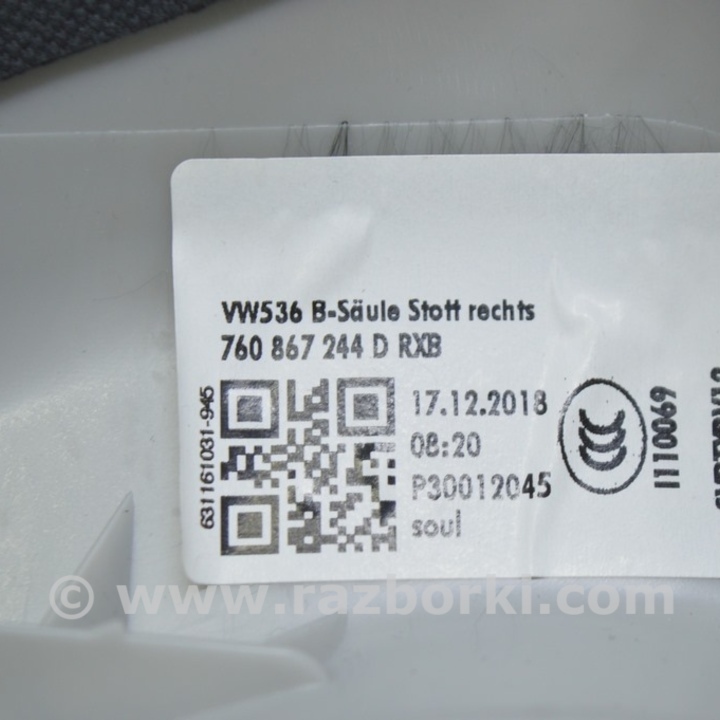 VW536 B-Säule Stoff rechts
760 867 244 D RXB
631161031-945
17.12.2018
08:20
P30012045
soul
1110069
© www.razborki.com